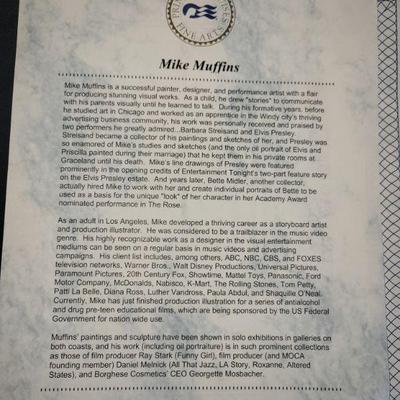 FINE ART
Mike Muffins
Mike Muffins is a successful painter, designer, and performance artist with a flair
for producing stunning visual works. As a child, he drew "stories" to communicate
with his parents visually until he learned to talk. During his formative years, before
he studied art in Chicago and worked as an apprentice in the Windy city's thriving
advertising business community, his work was personally received and praised by
two performers he greatly admired...Barbara Streisand and Elvis Presley.
Streisand became a collector of his paintings and sketches of her, and Presley was
so enamored of Mike's studies and sketches (and the only oil portrait of Elvis and
Priscilla painted during their marriage) that he kept them in his private rooms at
Graceland until his death. Mike's line drawings of Presley were featured
prominently in the opening credits of Entertainment Tonight's two-part feature story
on the Elvis Presley estate. And years later, Bette Midler, another collector,
actually hired Mike to work with her and create individual portraits of Bette to be
used as a basis for the unique "look" of her character in her Academy Award
nominated performance in The Rose.
As an adult in Los Angeles, Mike developed a thriving career as a storyboard artist
and production illustrator. He was considered to be a trailblazer in the music video
genre. His highly recognizable work as a designer in the visual entertainment
mediums can be seen on a regular basis in music videos and advertising
campaigns. His client list includes, among others, ABC, NBC, CBS, and FOXES
television networks, Warner Bros., Walt Disney Productions, Universal Pictures,
Paramount Pictures, 20th Century Fox, Showtime, Mattel Toys, Panasonic, Ford
Motor Company, McDonalds, Nabisco, K-Mart, The Rolling Stones, Tom Petty,
Patti La Belle, Diana Ross, Luther Vandross, Paula Abdul, and Shaquille O'Neal.
Currently, Mike has just finished production illustration for a series of antialcohol
and drug pre-teen educational films, which are being sponsored by the US Federal
Government for nation wide use.
Muffins' paintings and sculpture have been shown in solo exhibitions in galleries on
both coasts, and his work (including of portraiture) is in such prominent collections
as those of film producer Ray Stark (Funny Girl), film producer (and MOCA
founding member) Daniel Melnick (All That Jazz, LA Story, Roxanne, Altered
States), and Borghese Cosmetics' CEO Georgette Mosbacher.